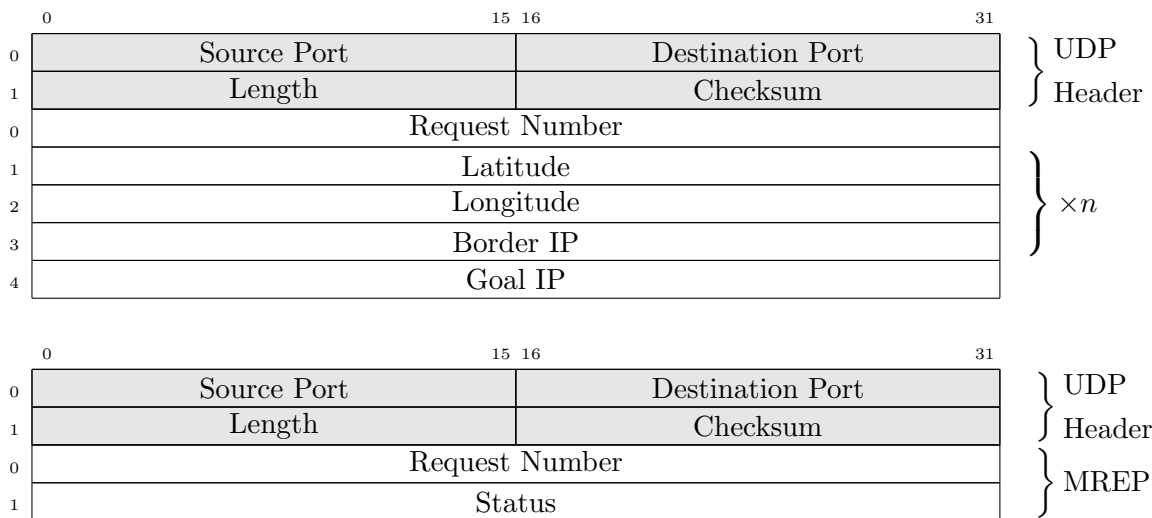 0 15 16 31
0 Source Port Destination Port UDP
1 Length Checksum Header
0 Request Number
1 Latitude
2 Longitude ×n
3 Border IP
4 Goal IP
0 15 16 31
0 Source Port Destination Port UDP
1 Length Checksum Header
0 Request Number MREP
1 Status